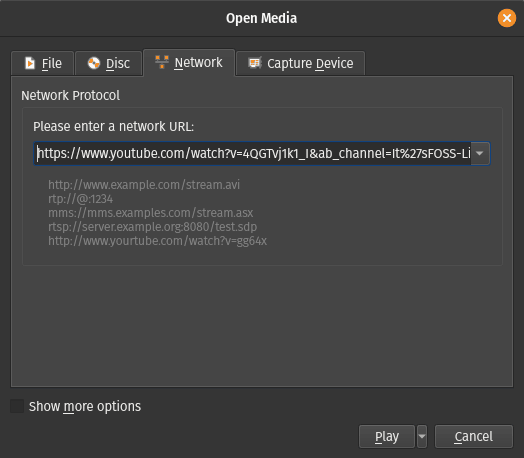 Open Media
File
Disc
Network
Capture Device
Network Protocol
Please enter a network URL:
https://www.youtube.com/watch?v=4QGTvj1k1_I&ab_channel=It%27sFOSS-Li
http://www.example.com/stream.avi
rtp://@:1234
mms://mms.examples.com/stream.asx
rtsp://server.example.org:8080/test.sdp
http://www.yourtube.com/watch?v=gg64x
Show more options
Play
Cancel